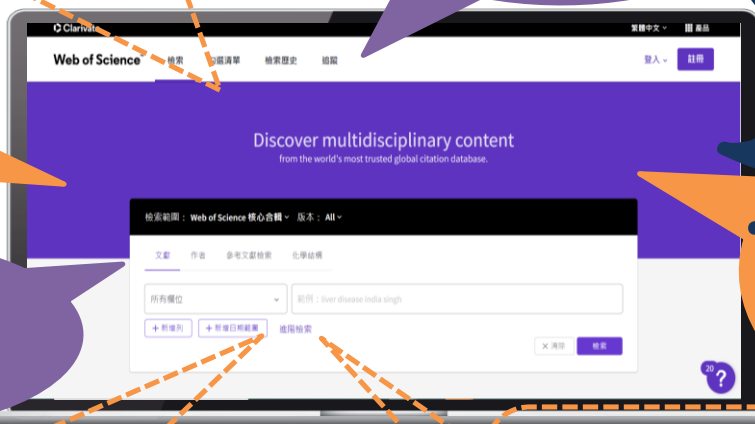 Clarivate
繁體中文 產品
Web of Science 檢索 勾選清單 檢索歷史 追蹤 登入 註冊
Discover multidisciplinary content
from the world's most trusted global citation database.
檢索範圍： Web of Science 核心合輯 版本： All
文獻 作者 參考文獻檢索 化學結構
所有欄位 範例：liver disease india singh
+ 新增列 + 新增日期範圍 進階檢索
× 清除 檢索
20
?